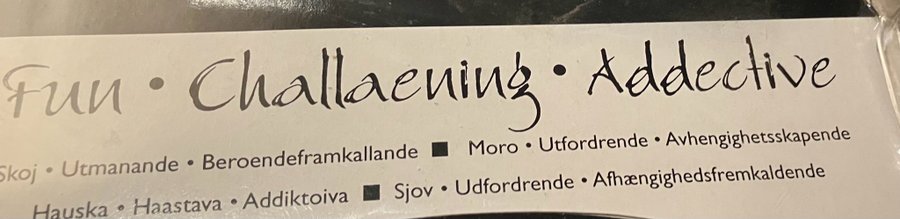 Fun • Challaening • Addective
Skoj • Utmanande • Beroendeframkallande ■ Moro • Utfordrende • Avhengighetsskapende
Hauska • Haastava • Addiktoiva ■ Sjov • Udfordrende • Afhængighedsfremkaldende